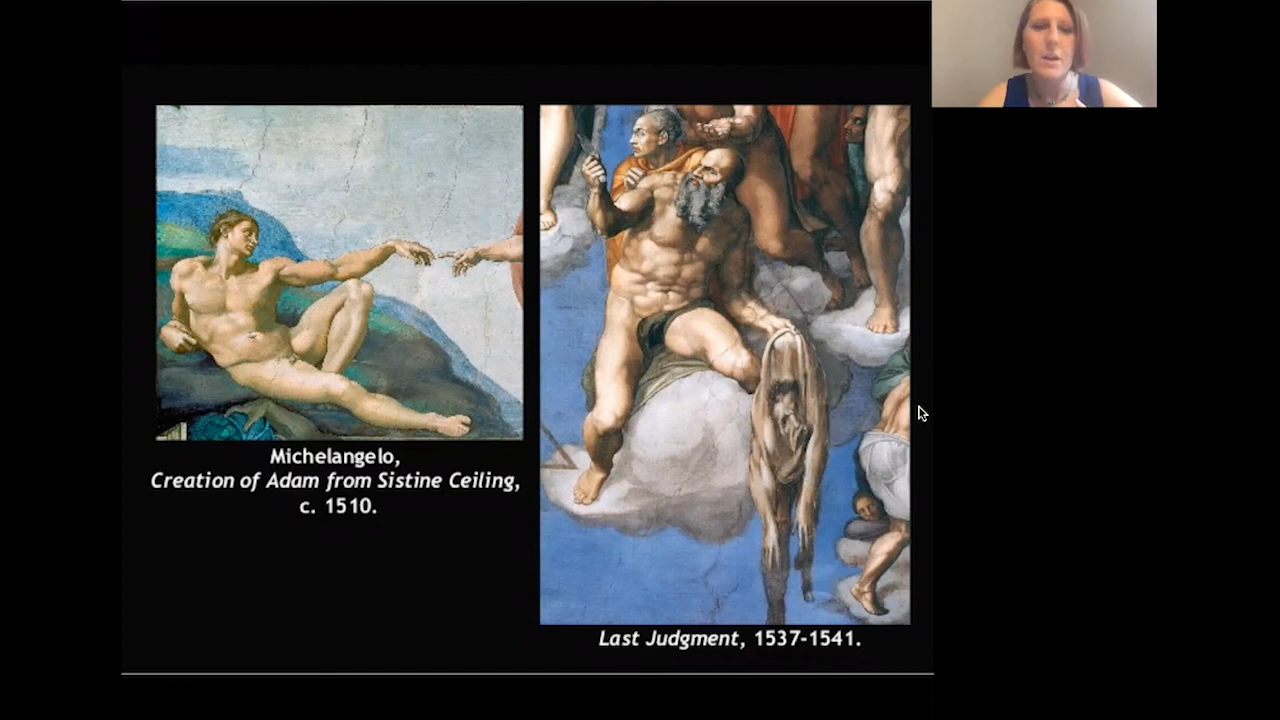 Michelangelo,
Creation of Adam from Sistine Ceiling,
c. 1510.
Last Judgment, 1537-1541.